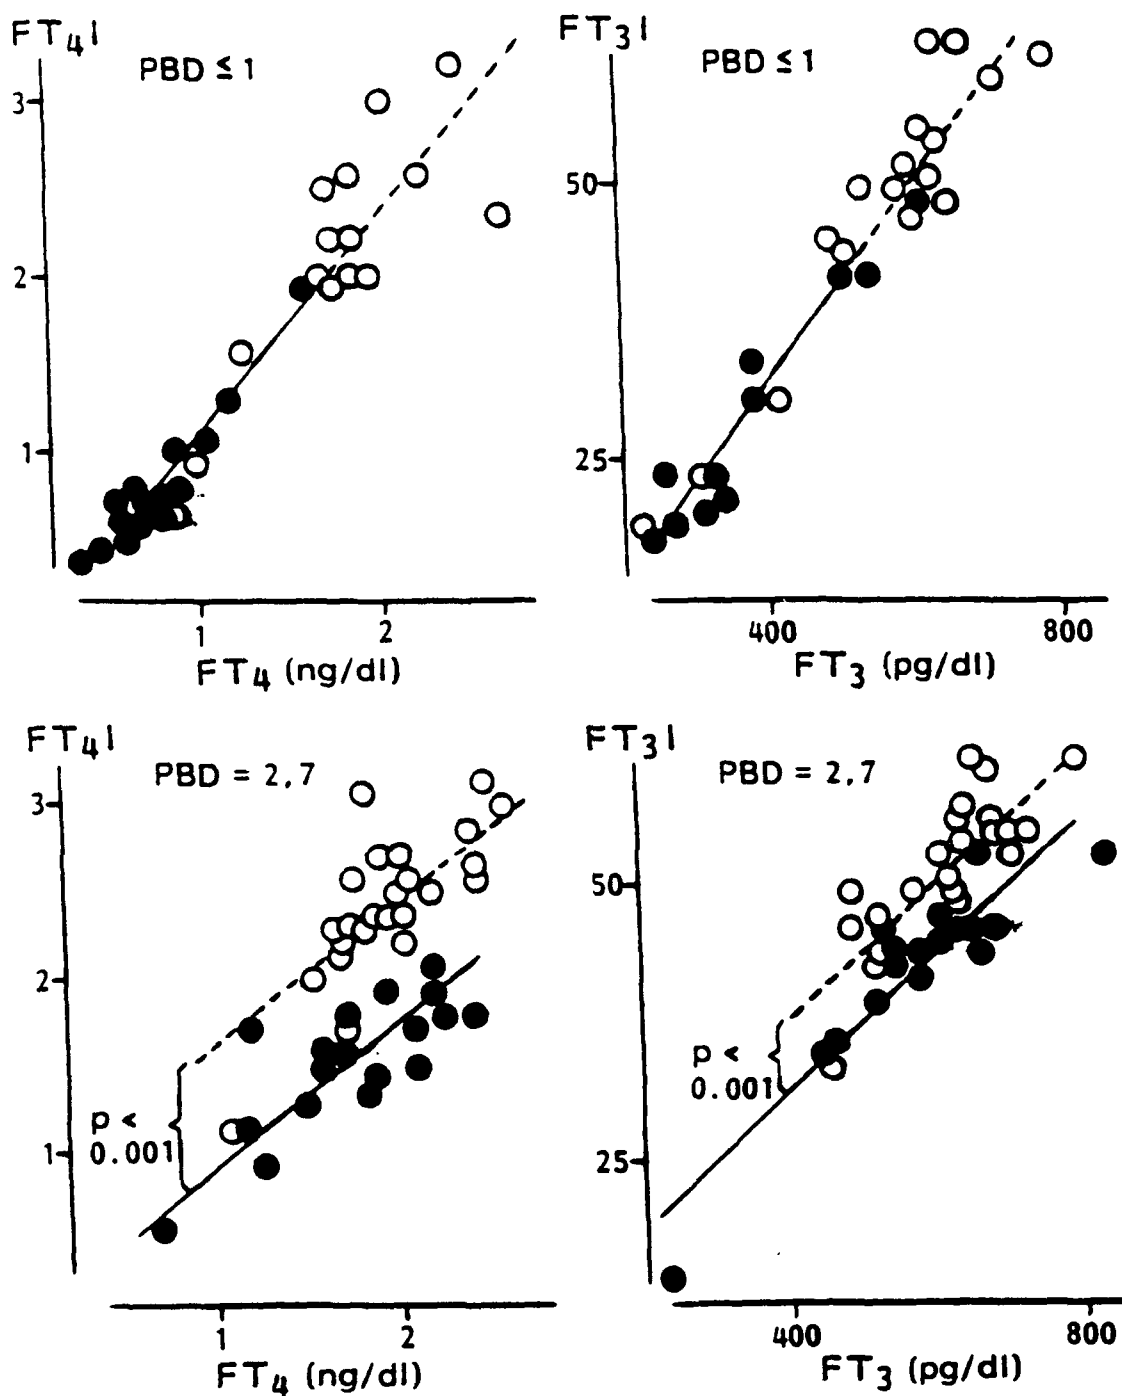 FT₄I
PBD ≤ 1
3
2
1
1 2
FT₄ (ng/dl)
FT₃I
PBD ≤ 1
50
25
400 800
FT₃ (pg/dl)
FT₄I
PBD = 2,7
3
2
p <
0.001
1
1 2
FT₄ (ng/dl)
FT₃I
PBD = 2,7
50
p <
0.001
25
400 800
FT₃ (pg/dl)